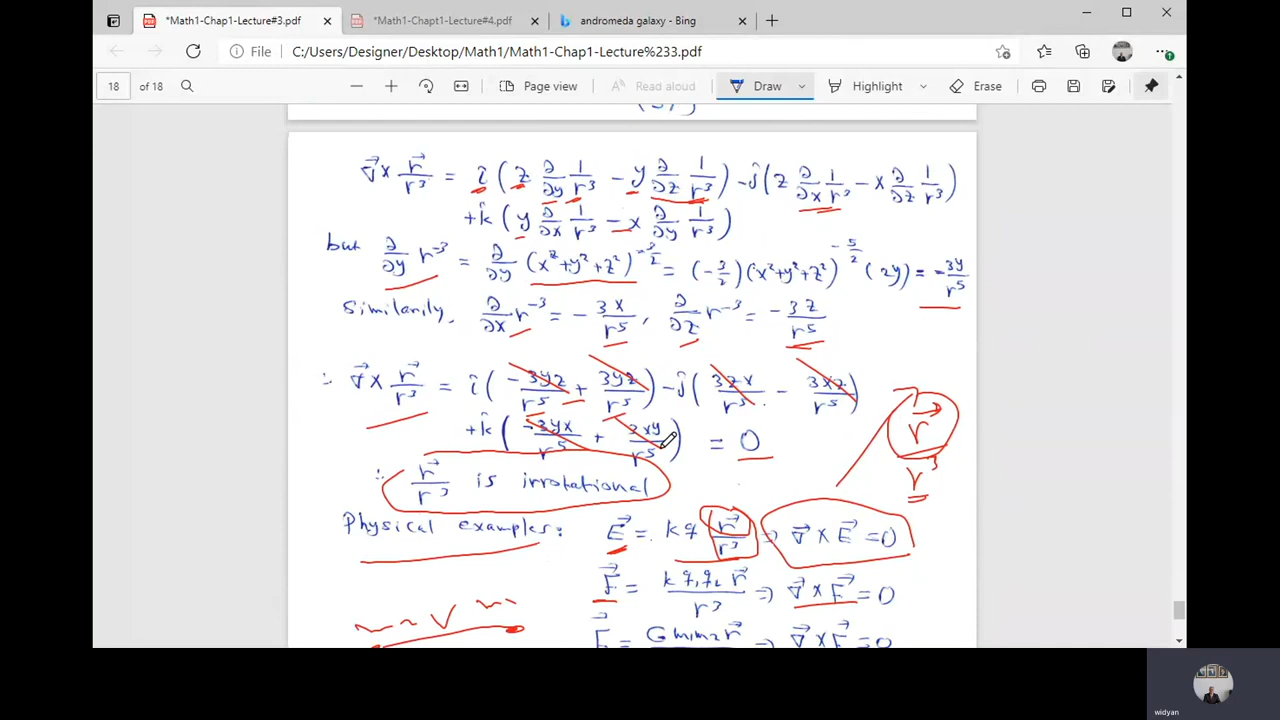 *Math1-Chap1-Lecture#3.pdf
*Math1-Chapt1-Lecture#4.pdf
andromeda galaxy - Bing
File | C:/Users/Designer/Desktop/Math1/Math1-Chap1-Lecture%233.pdf
18 of 18 Page view Read aloud Draw Highlight Erase
∇⃗ × r⃗/r³ = î (z ∂/∂y 1/r³ − y ∂/∂z 1/r³) − ĵ (z ∂/∂x 1/r³ − x ∂/∂z 1/r³)
+ k̂ (y ∂/∂x 1/r³ − x ∂/∂y 1/r³)
but ∂/∂y r⁻³ = ∂/∂y (x²+y²+z²)^(−3/2) = (−3/2)(x²+y²+z²)^(−5/2) (2y) = −3y/r⁵
Similarily, ∂/∂x r⁻³ = − 3x/r⁵, ∂/∂z r⁻³ = − 3z/r⁵
∴ ∇⃗ × r⃗/r³ = î (−3yz/r⁵ + 3yz/r⁵) − ĵ (3zx/r⁵ − 3xz/r⁵)
+ k̂ (−3yx/r⁵ + 3xy/r⁵) = 0
r⃗/r³
∴ r⃗/r³ is irrotational
Physical examples: E⃗ = kq r⃗/r³ ⇒ ∇⃗ × E⃗ = 0
F⃗ = k q₁q₂ r⃗/r³ ⇒ ∇⃗ × F⃗ = 0
F⃗ = G m₁m₂ r⃗ ⇒ ∇⃗ × F⃗ = 0
widyan